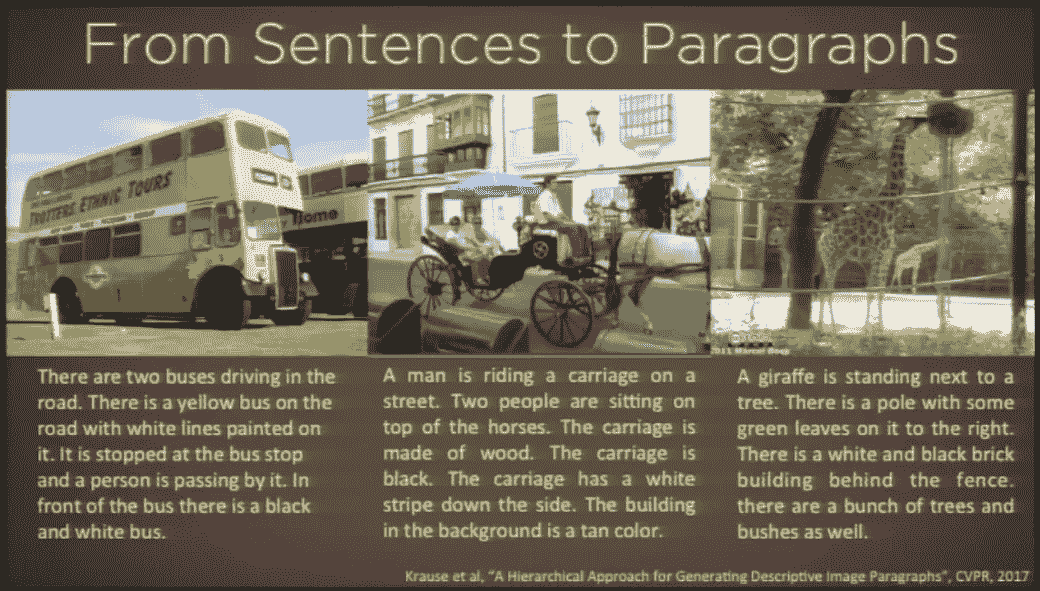 From Sentences to Paragraphs
TROTTERS ETHNIC TOURS
Home
There are two buses driving in the
road. There is a yellow bus on the
road with white lines painted on
it. It is stopped at the bus stop
and a person is passing by it. In
front of the bus there is a black
and white bus.
A man is riding a carriage on a
street. Two people are sitting on
top of the horses. The carriage is
made of wood. The carriage is
black. The carriage has a white
stripe down the side. The building
in the background is a tan color.
A giraffe is standing next to a
tree. There is a pole with some
green leaves on it to the right.
There is a white and black brick
building behind the fence.
there are a bunch of trees and
bushes as well.
Krause et al, "A Hierarchical Approach for Generating Descriptive Image Paragraphs", CVPR, 2017